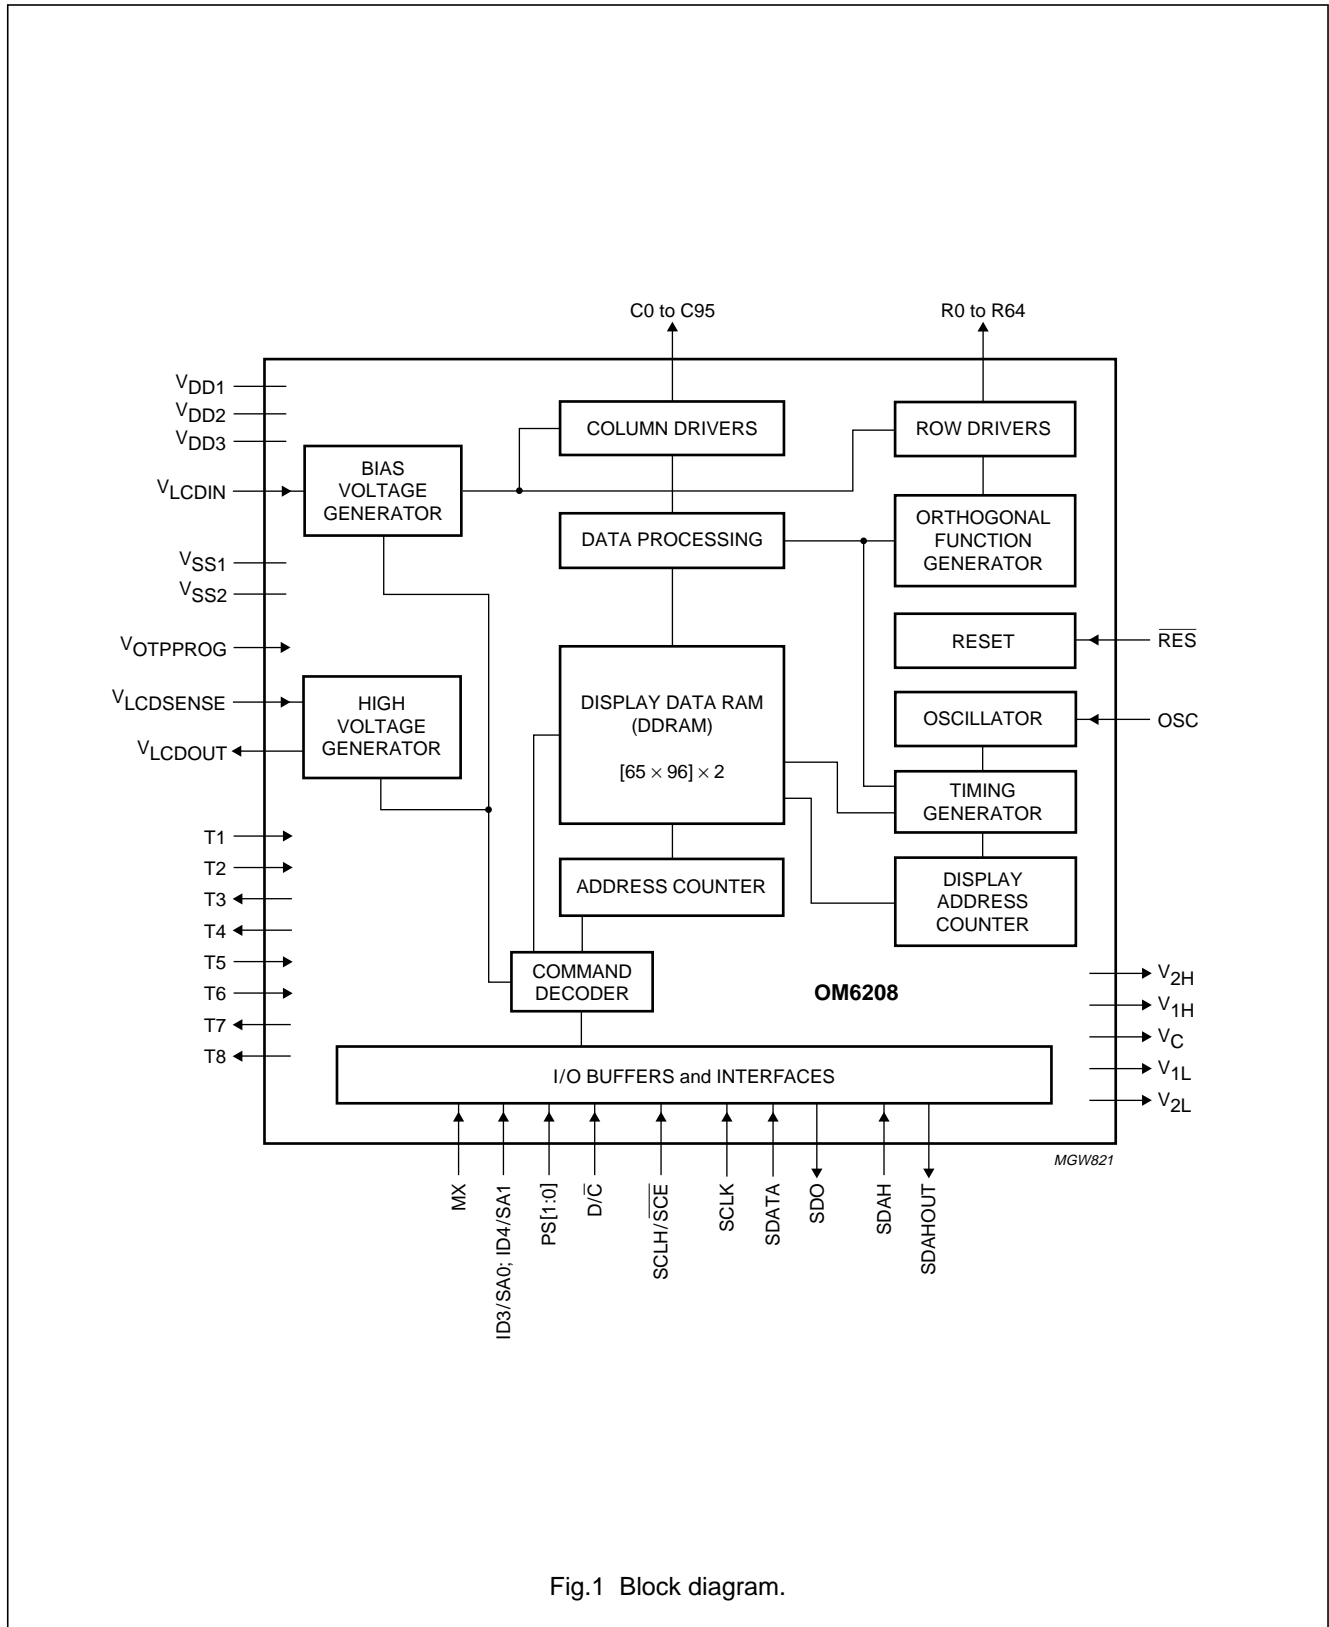 C0 to C95
R0 to R64
VDD1
VDD2
VDD3
VLCDIN
VSS1
VSS2
VOTPPROG
VLCDSENSE
VLCDOUT
T1
T2
T3
T4
T5
T6
T7
T8
BIAS
VOLTAGE
GENERATOR
HIGH
VOLTAGE
GENERATOR
COLUMN DRIVERS
DATA PROCESSING
DISPLAY DATA RAM
(DDRAM)
[65 × 96] × 2
ADDRESS COUNTER
COMMAND
DECODER
ROW DRIVERS
ORTHOGONAL
FUNCTION
GENERATOR
RESET
OSCILLATOR
TIMING
GENERATOR
DISPLAY
ADDRESS
COUNTER
R̅E̅S̅
OSC
OM6208
V2H
V1H
VC
V1L
V2L
I/O BUFFERS and INTERFACES
MGW821
MX
ID3/SA0; ID4/SA1
PS[1:0]
D/C̅
SCLH/S̅C̅E̅
SCLK
SDATA
SDO
SDAH
SDAHOUT
Fig.1 Block diagram.